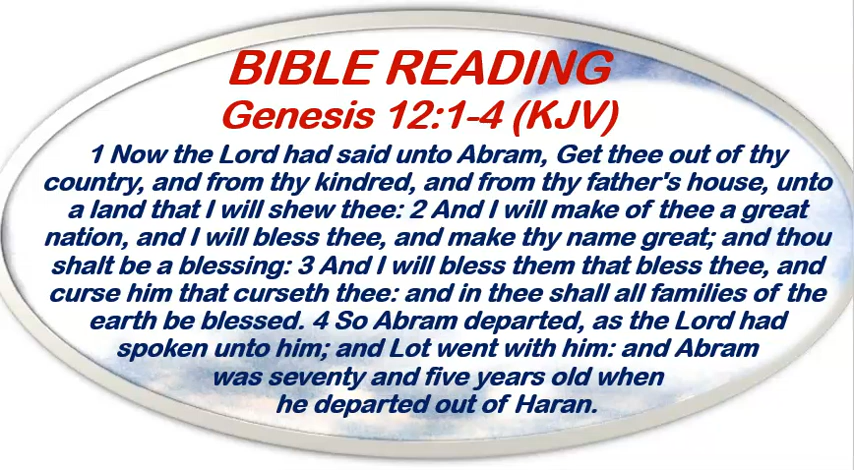 BIBLE READING
Genesis 12:1-4 (KJV)
1 Now the Lord had said unto Abram, Get thee out of thy
country, and from thy kindred, and from thy father's house, unto
a land that I will shew thee: 2 And I will make of thee a great
nation, and I will bless thee, and make thy name great; and thou
shalt be a blessing: 3 And I will bless them that bless thee, and
curse him that curseth thee: and in thee shall all families of the
earth be blessed. 4 So Abram departed, as the Lord had
spoken unto him; and Lot went with him: and Abram
was seventy and five years old when
he departed out of Haran.